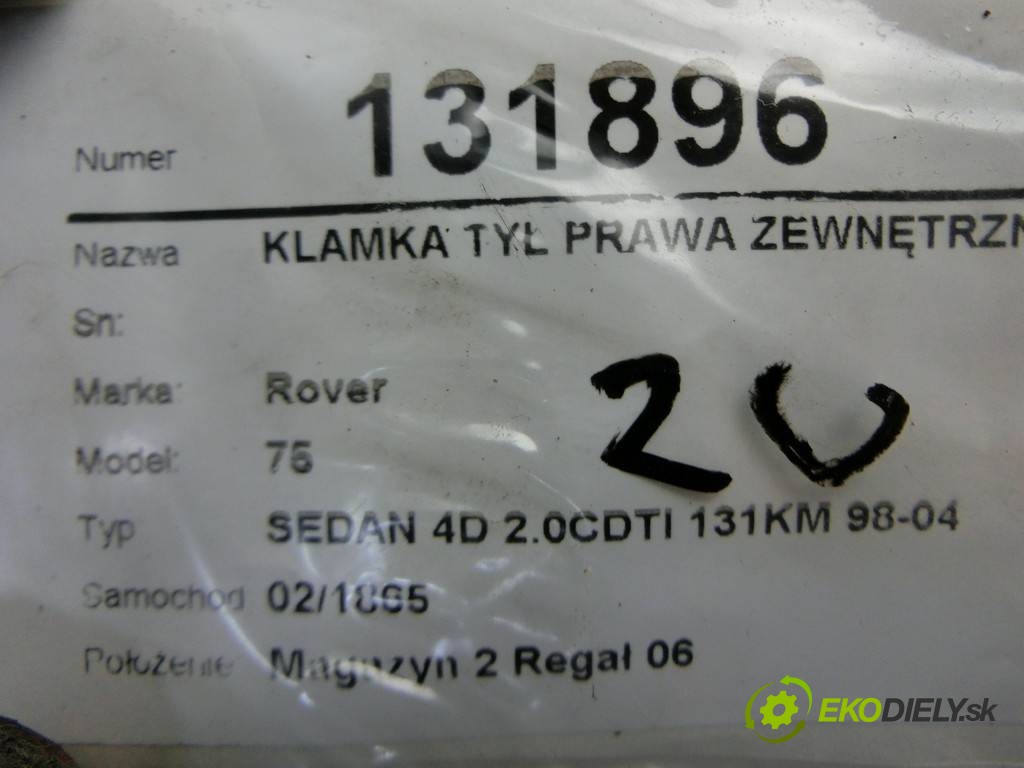 Numer 131896
Nazwa KLAMKA TYŁ PRAWA ZEWNĘTRZN
Sn:
Marka: Rover
Model: 75
Typ SEDAN 4D 2.0CDTI 131KM 98-04
Samochod 02/1865
Położenie Magazyn 2 Regał 06
EKODIELY.sk